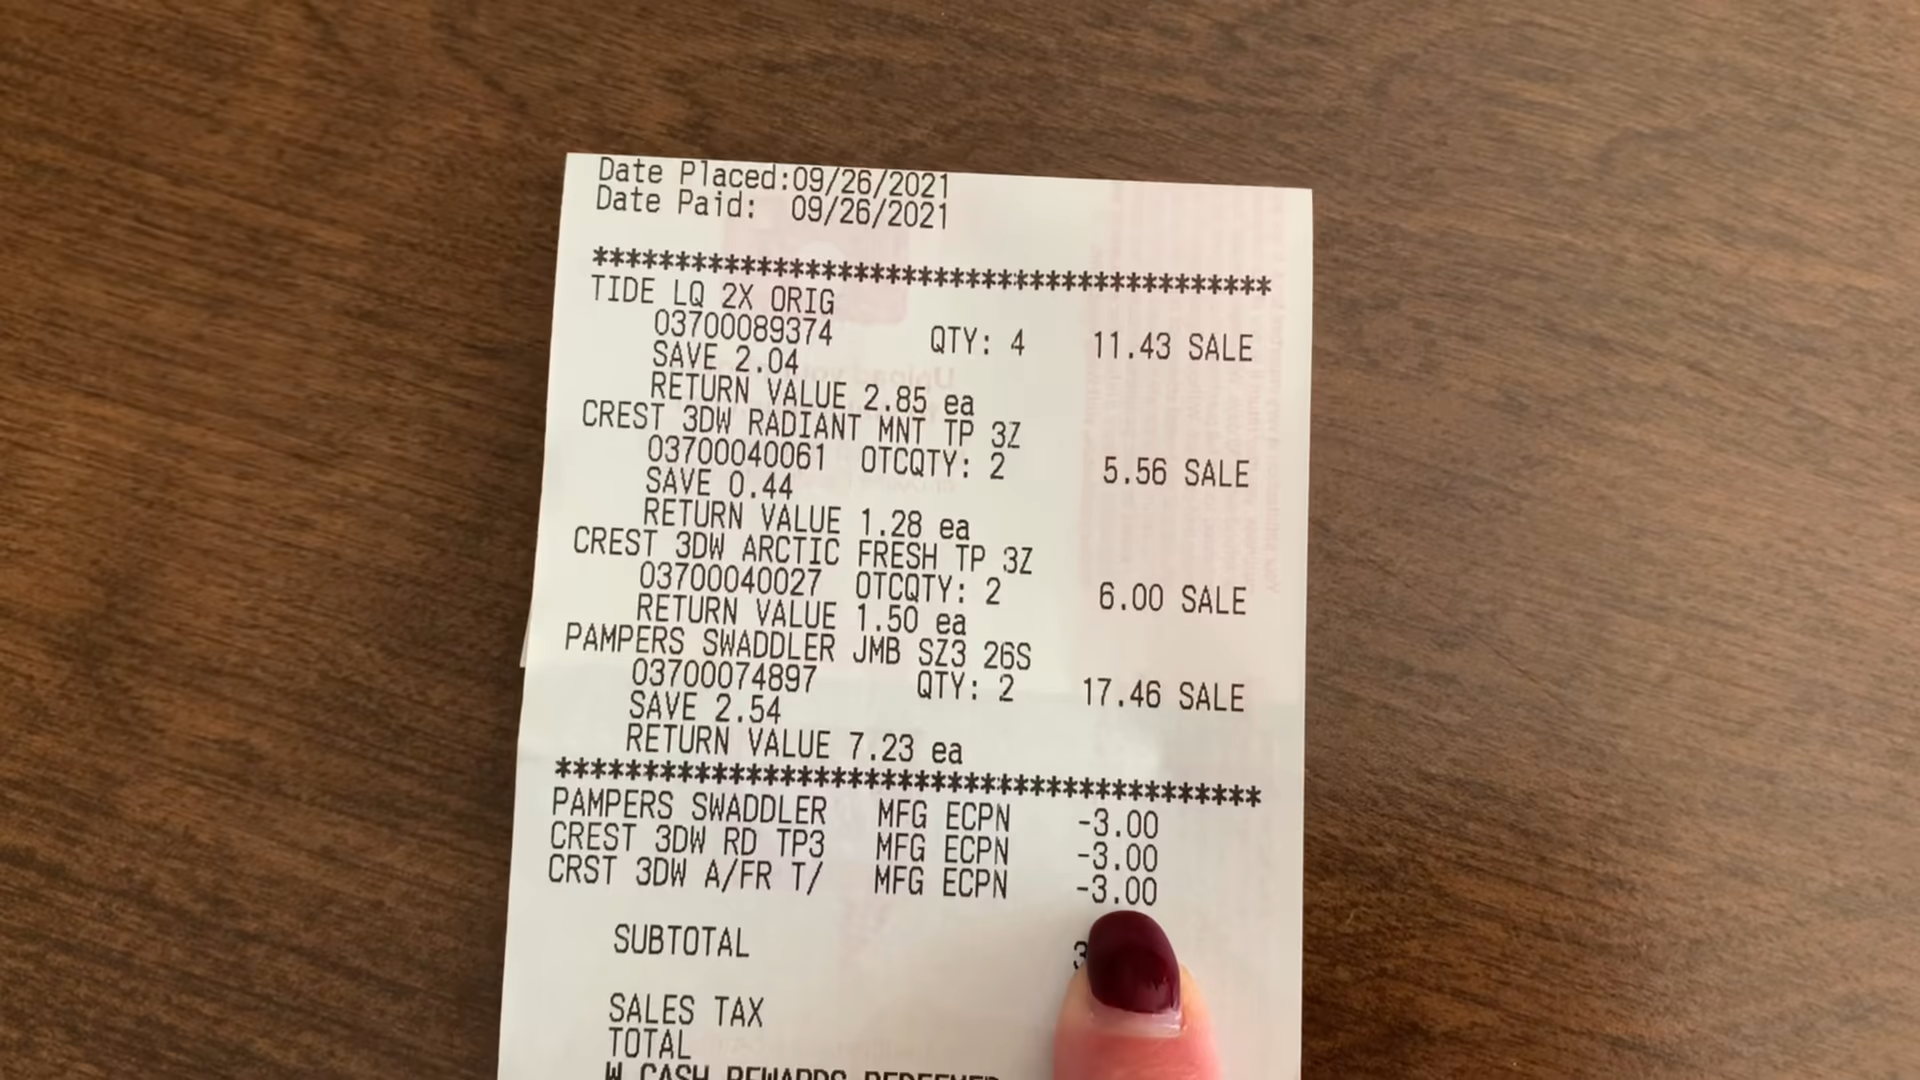 Date Placed:09/26/2021
Date Paid: 09/26/2021
******************************************
TIDE LQ 2X ORIG
03700089374 QTY: 4 11.43 SALE
SAVE 2.04
RETURN VALUE 2.85 ea
CREST 3DW RADIANT MNT TP 3Z
03700040061 OTCQTY: 2 5.56 SALE
SAVE 0.44
RETURN VALUE 1.28 ea
CREST 3DW ARCTIC FRESH TP 3Z
03700040027 OTCQTY: 2 6.00 SALE
RETURN VALUE 1.50 ea
PAMPERS SWADDLER JMB SZ3 26S
03700074897 QTY: 2 17.46 SALE
SAVE 2.54
RETURN VALUE 7.23 ea
******************************************
PAMPERS SWADDLER MFG ECPN -3.00
CREST 3DW RD TP3 MFG ECPN -3.00
CRST 3DW A/FR T/ MFG ECPN -3.00
SUBTOTAL 3
SALES TAX
TOTAL
W CASH REWARDS REDEEMED